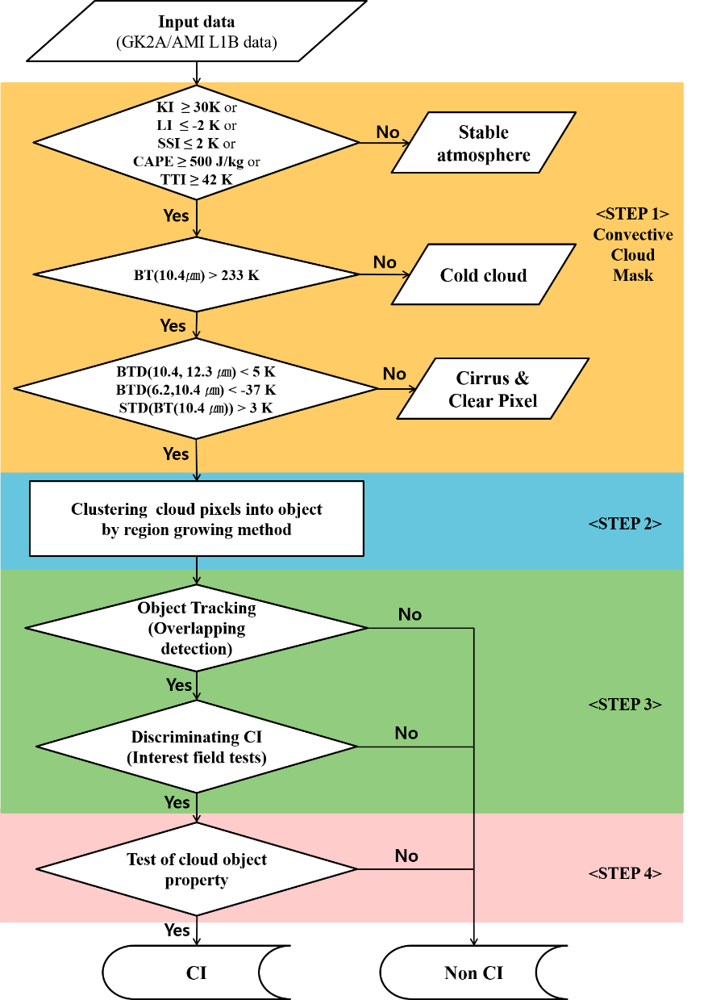 Input data
(GK2A/AMI L1B data)
KI ≥ 30K or
LI ≤ -2 K or
SSI ≤ 2 K or
CAPE ≥ 500 J/kg or
TTI ≥ 42 K
No
Stable
atmosphere
Yes
<STEP 1>
Convective
Cloud
Mask
BT(10.4㎛) > 233 K
No
Cold cloud
Yes
BTD(10.4, 12.3 ㎛) < 5 K
BTD(6.2,10.4 ㎛) < -37 K
STD(BT(10.4 ㎛)) > 3 K
No
Cirrus &
Clear Pixel
Yes
Clustering cloud pixels into object
by region growing method
<STEP 2>
Object Tracking
(Overlapping
detection)
No
Yes
<STEP 3>
Discriminating CI
(Interest field tests)
No
Yes
Test of cloud object
property
No
<STEP 4>
Yes
CI
Non CI